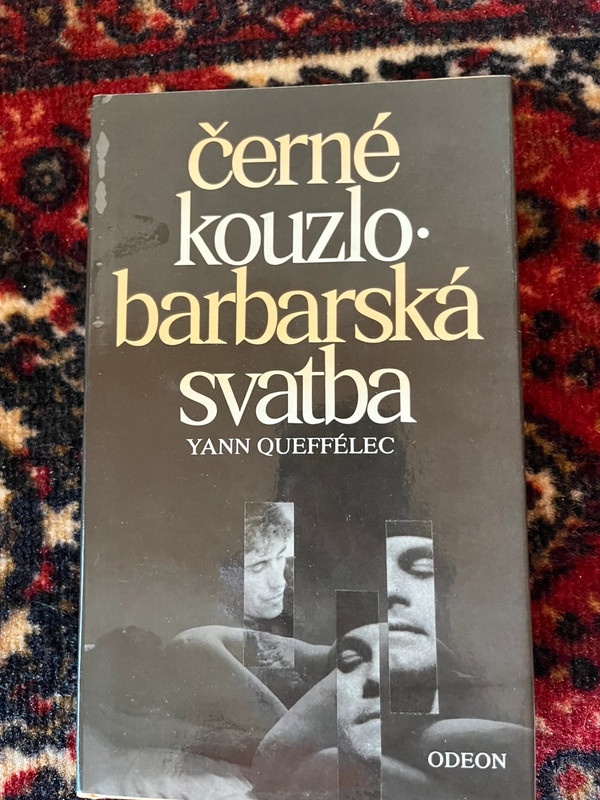 černé
kouzlo·
barbarská
svatba
YANN QUEFFÉLEC
ODEON